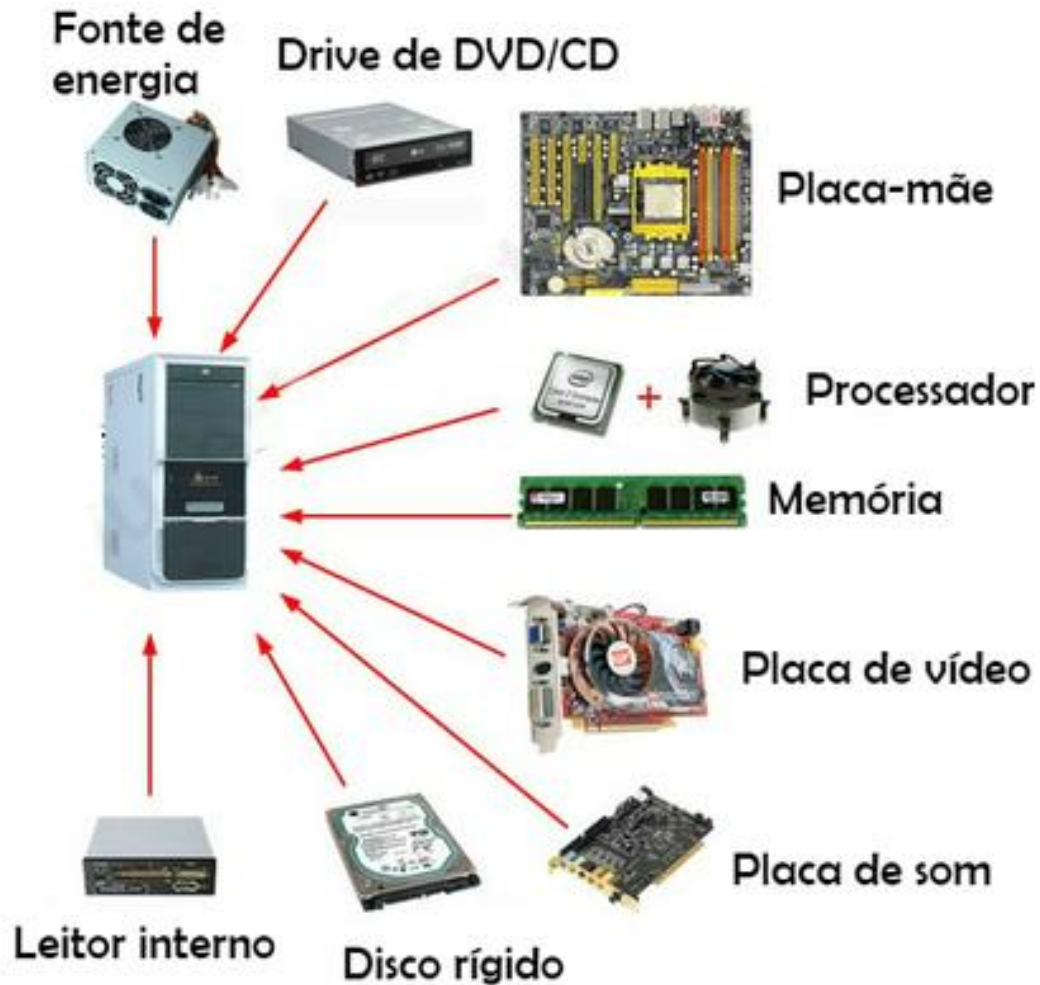 Fonte de
energia
Drive de DVD/CD
Placa-mãe
intel
+
Processador
Memória
Placa de vídeo
Placa de som
Leitor interno
Disco rígido